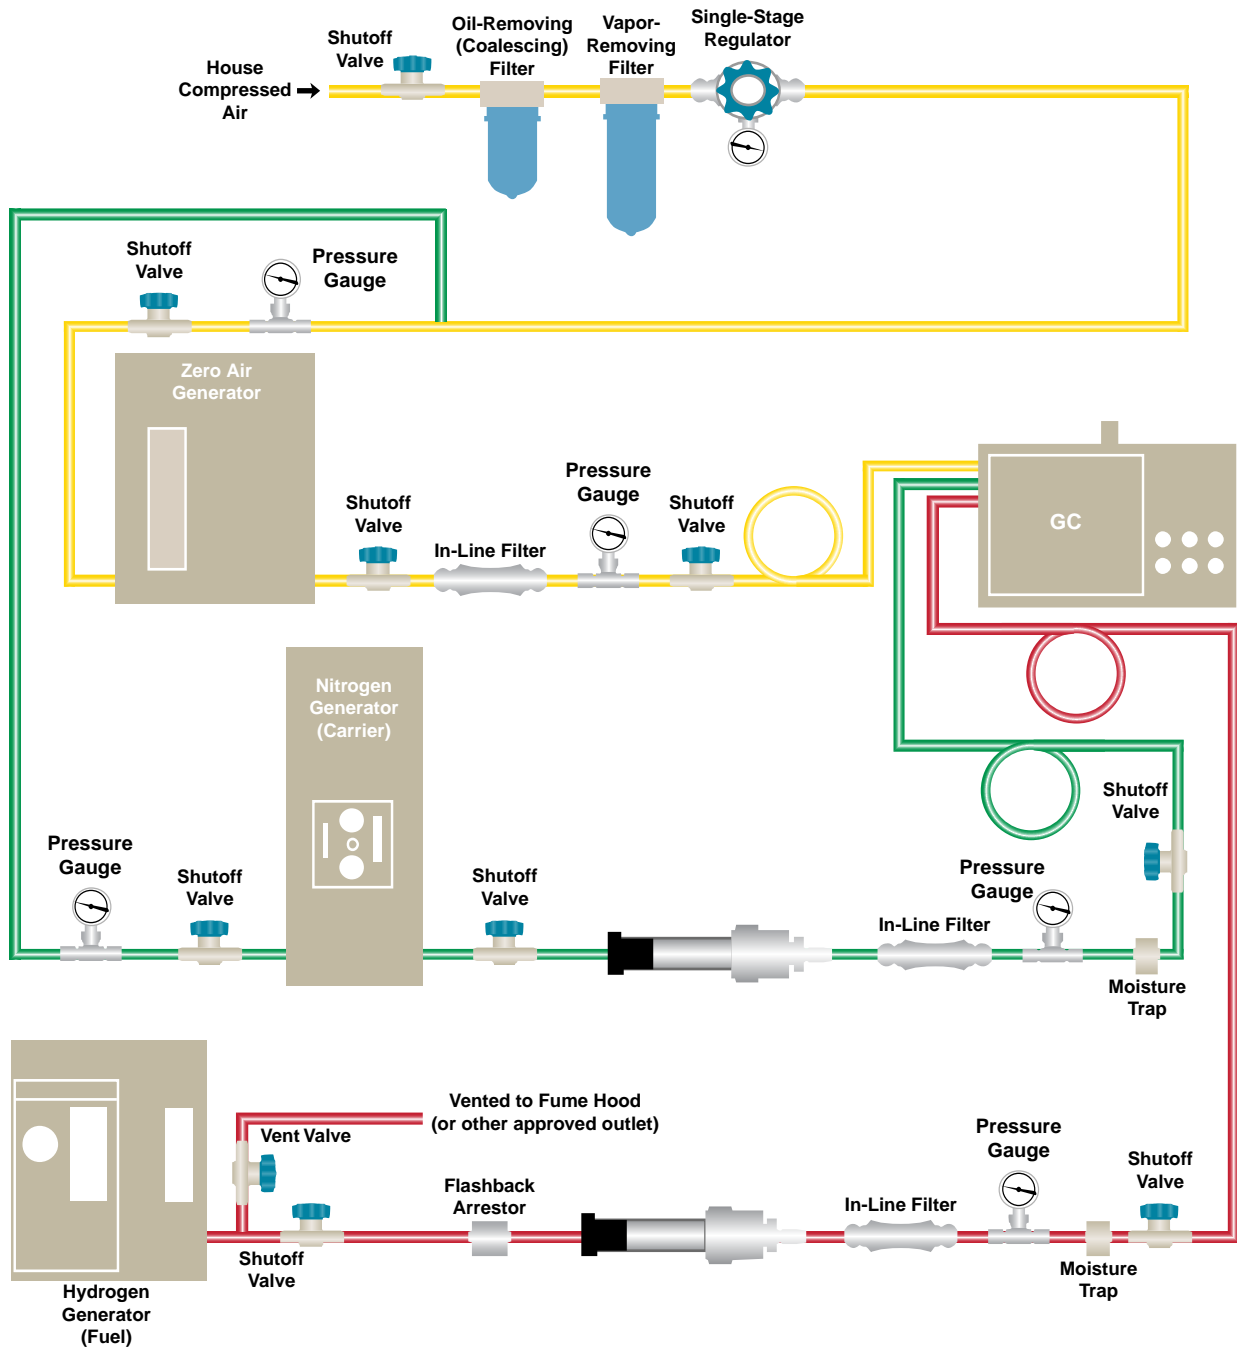 House
Compressed
Air
Shutoff
Valve
Oil-Removing
(Coalescing)
Filter
Vapor-
Removing
Filter
Single-Stage
Regulator
Shutoff
Valve
Pressure
Gauge
Zero Air
Generator
Shutoff
Valve
In-Line Filter
Pressure
Gauge
Shutoff
Valve
GC
Nitrogen
Generator
(Carrier)
Pressure
Gauge
Shutoff
Valve
Shutoff
Valve
In-Line Filter
Pressure
Gauge
Shutoff
Valve
Moisture
Trap
Hydrogen
Generator
(Fuel)
Vented to Fume Hood
(or other approved outlet)
Vent Valve
Shutoff
Valve
Flashback
Arrestor
In-Line Filter
Pressure
Gauge
Moisture
Trap
Shutoff
Valve